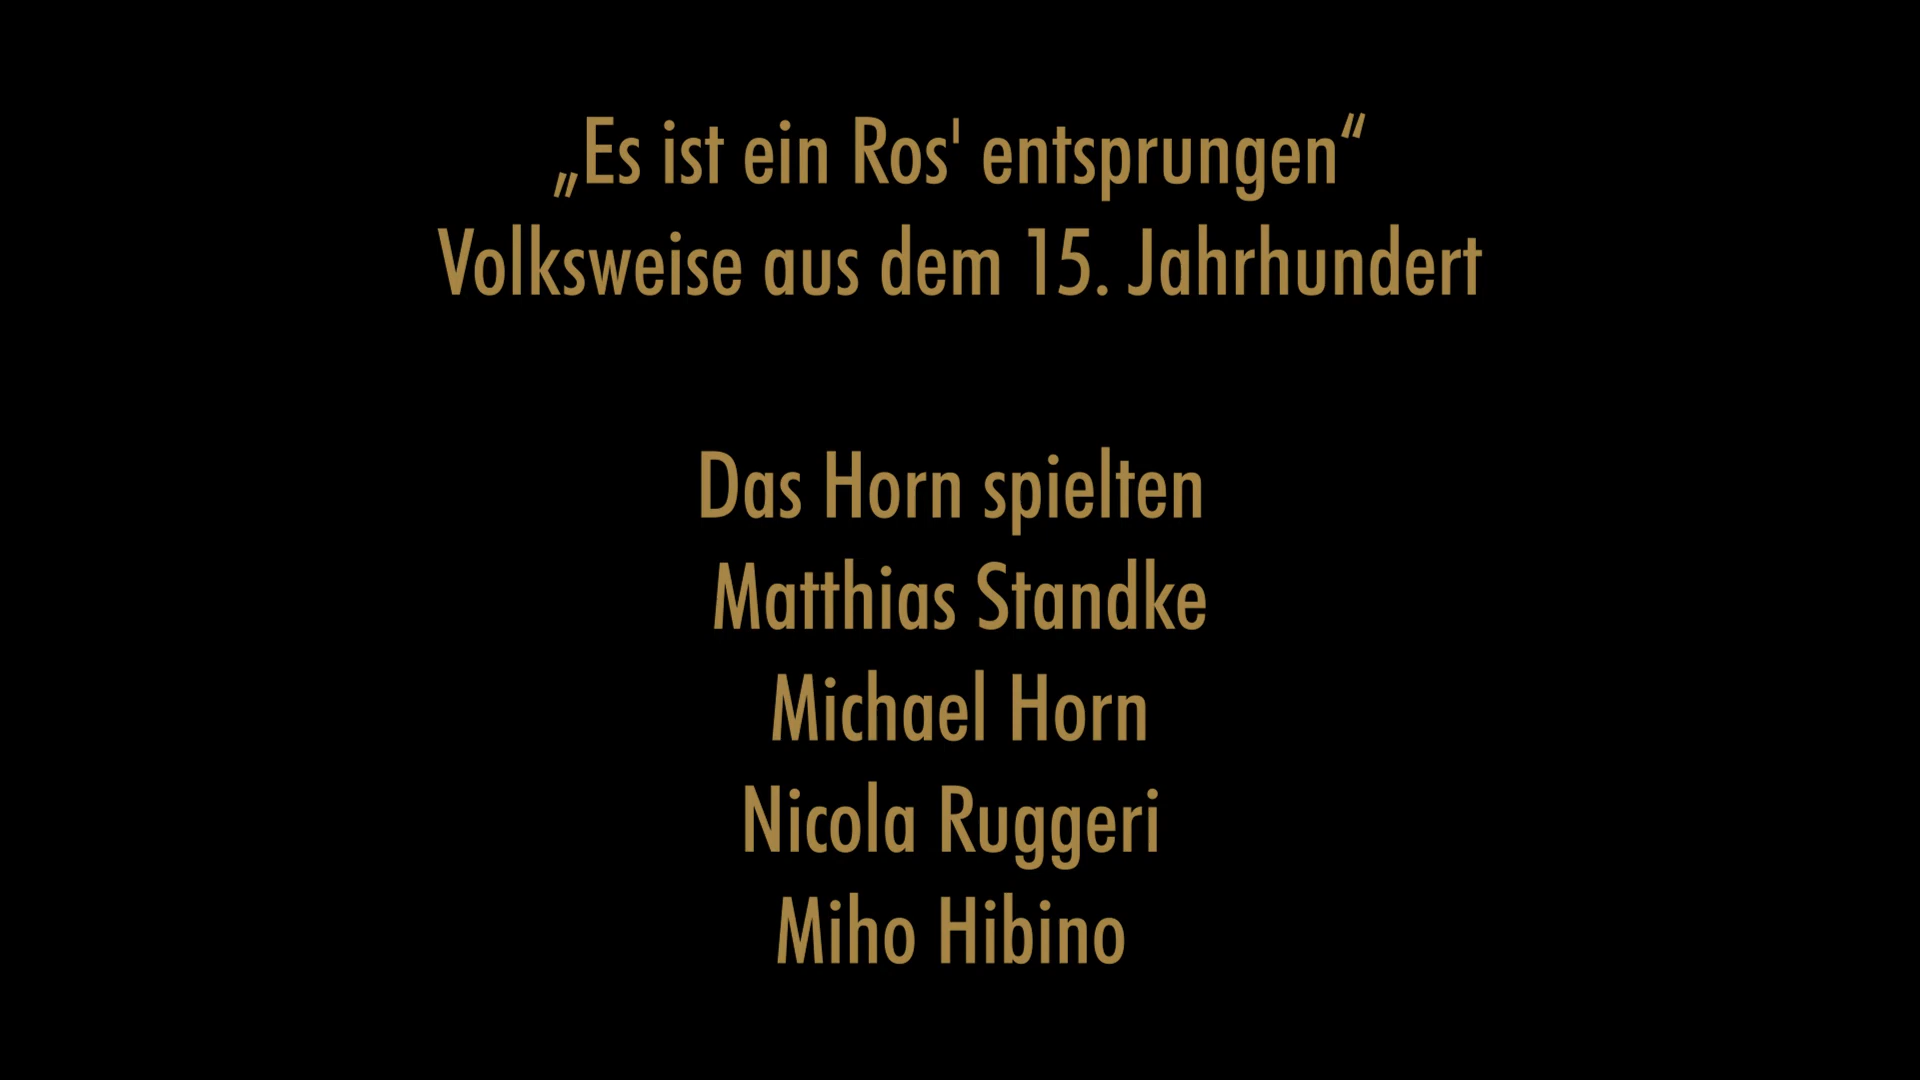 „Es ist ein Ros' entsprungen“
Volksweise aus dem 15. Jahrhundert
Das Horn spielten
Matthias Standke
Michael Horn
Nicola Ruggeri
Miho Hibino